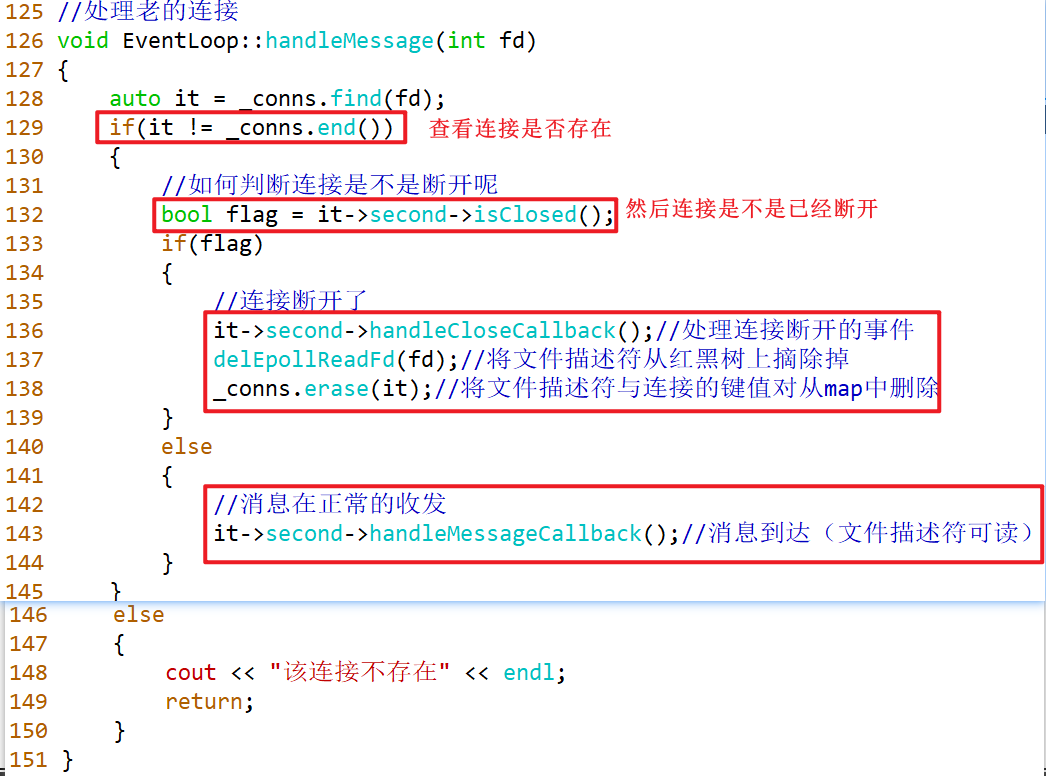 125 //处理老的连接
126 void EventLoop::handleMessage(int fd)
127 {
128     auto it = _conns.find(fd);
129     if(it != _conns.end()) 查看连接是否存在
130     {
131         //如何判断连接是不是断开呢
132         bool flag = it->second->isClosed(); 然后连接是不是已经断开
133         if(flag)
134         {
135             //连接断开了
136             it->second->handleCloseCallback();//处理连接断开的事件
137             delEpollReadFd(fd);//将文件描述符从红黑树上摘除掉
138             _conns.erase(it);//将文件描述符与连接的键值对从map中删除
139         }
140         else
141         {
142             //消息在正常的收发
143             it->second->handleMessageCallback();//消息到达（文件描述符可读）
144         }
145     }
146     else
147     {
148         cout << "该连接不存在" << endl;
149         return;
150     }
151 }